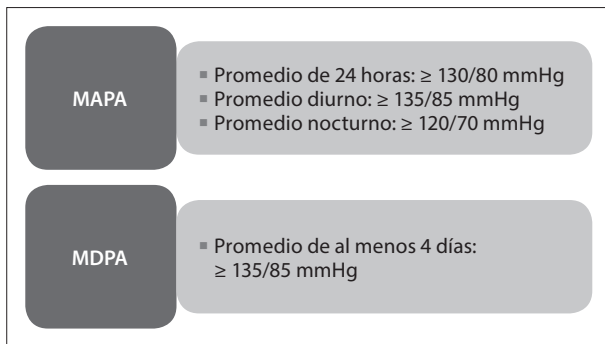 MAPA
▪ Promedio de 24 horas: ≥ 130/80 mmHg
▪ Promedio diurno: ≥ 135/85 mmHg
▪ Promedio nocturno: ≥ 120/70 mmHg
MDPA
▪ Promedio de al menos 4 días:
≥ 135/85 mmHg